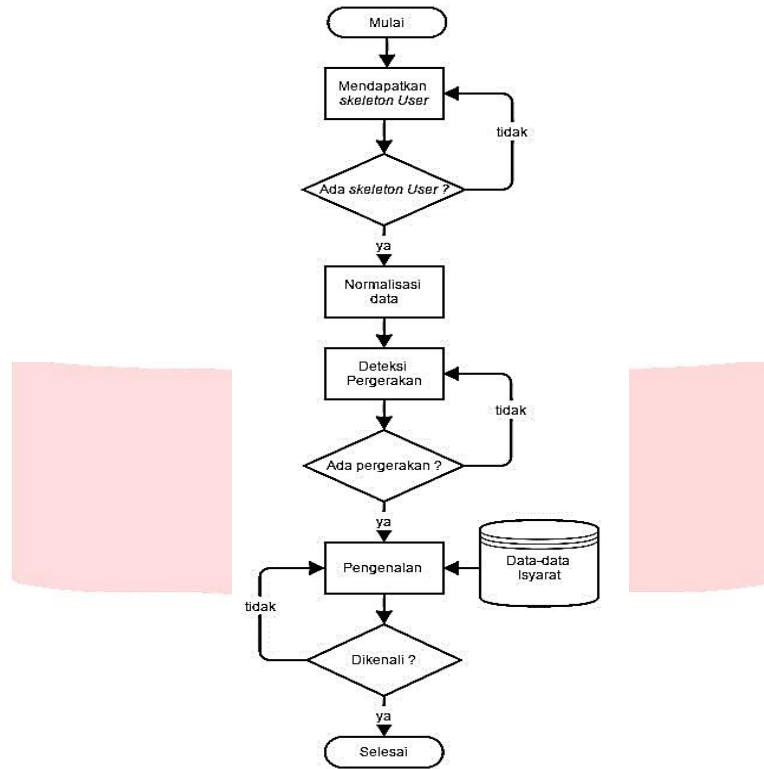 Mulai
Mendapatkan
skeleton User
tidak
Ada skeleton User ?
ya
Normalisasi
data
Deteksi
Pergerakan
tidak
Ada pergerakan ?
ya
Pengenalan
Data-data
Isyarat
tidak
Dikenali ?
ya
Selesai